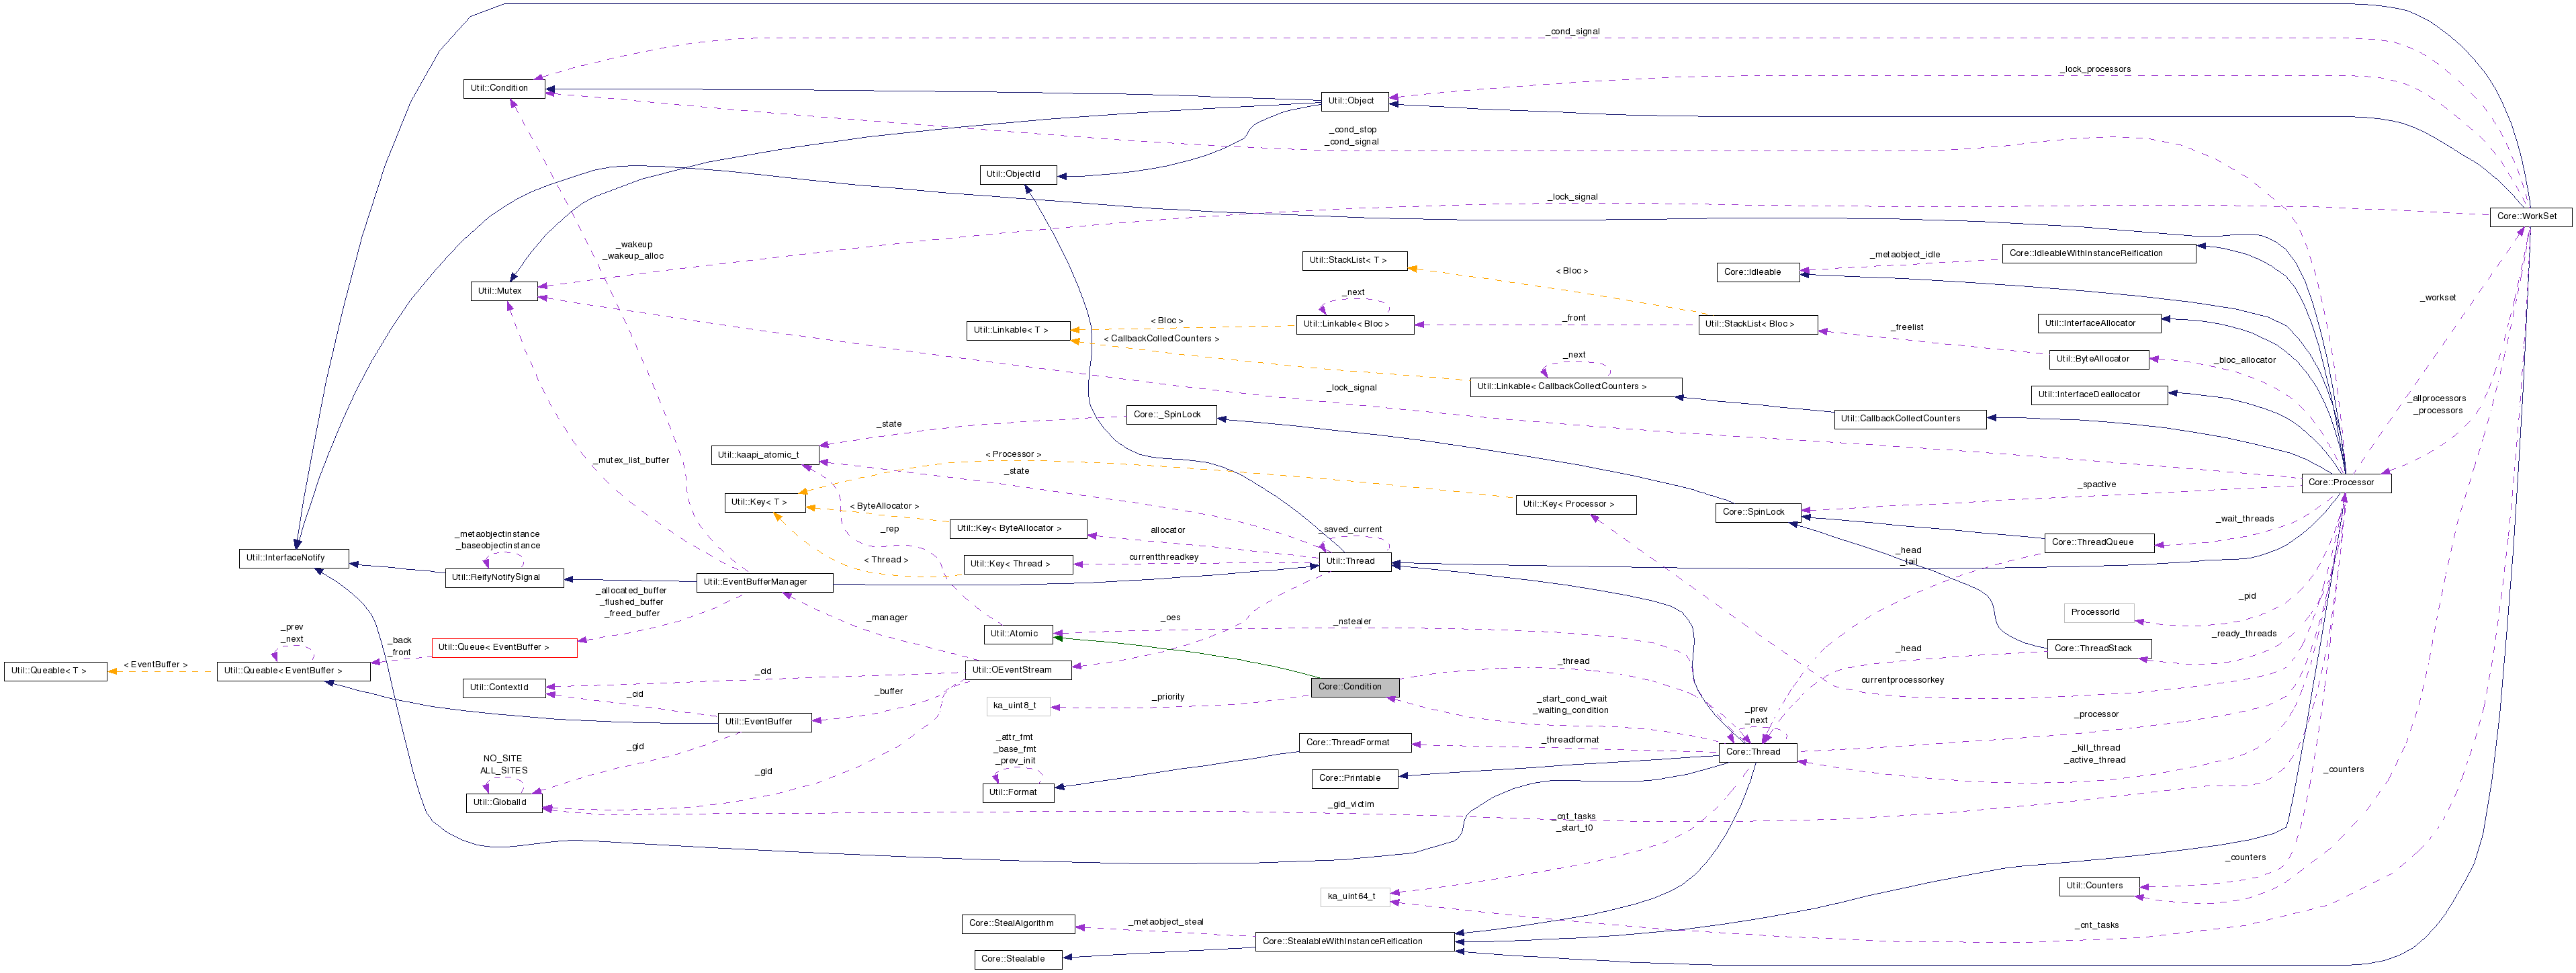 _cond_signal
_lock_processors
Util::Condition
Util::Object
_cond_stop
_cond_signal
Util::ObjectId
_lock_signal
Core::WorkSet
_wakeup
_wakeup_alloc
Util::StackList< T >
Core::IdleableWithInstanceReification
_metaobject_idle
Core::Idleable
< Bloc >
Util::Mutex
_next
_workset
Util::Linkable< T >
< Bloc >
Util::Linkable< Bloc >
_front
Util::StackList< Bloc >
_freelist
Util::InterfaceAllocator
< CallbackCollectCounters >
_next
Util::ByteAllocator
_bloc_allocator
Util::Linkable< CallbackCollectCounters >
_lock_signal
Util::InterfaceDeallocator
_allprocessors
_processors
Core::_SpinLock
Util::CallbackCollectCounters
_state
Util::kaapi_atomic_t
_mutex_list_buffer
< Processor >
_state
Core::Processor
_spactive
Util::Key< T >
< ByteAllocator >
Util::Key< Processor >
Core::SpinLock
_wait_threads
_rep
Util::Key< ByteAllocator >
allocator
saved_current
_metaobjectinstance
_baseobjectinstance
Core::ThreadQueue
_head
_tail
Util::InterfaceNotify
< Thread >
Util::Key< Thread >
currentthreadkey
Util::Thread
Util::ReifyNotifySignal
Util::EventBufferManager
_allocated_buffer
_flushed_buffer
_freed_buffer
_pid
ProcessorId
_manager
_oes
_nstealer
Util::Atomic
_prev
_next
_back
_front
Util::Queue< EventBuffer >
_ready_threads
Core::ThreadStack
_head
Util::Queable< T >
< EventBuffer >
Util::Queable< EventBuffer >
Util::OEventStream
_thread
_cid
Util::ContextId
_cid
_buffer
Core::Condition
currentprocessorkey
_priority
ka_uint8_t
_start_cond_wait
_waiting_condition
_prev
_next
_processor
Util::EventBuffer
_attr_fmt
_base_fmt
_prev_init
Core::ThreadFormat
_threadformat
Core::Thread
_gid
_kill_thread
_active_thread
NO_SITE
ALL_SITES
_gid
Core::Printable
_counters
Util::Format
Util::GlobalId
_gid_victim
_cnt_tasks
_start_t0
_counters
Util::Counters
ka_uint64_t
Core::StealAlgorithm
_metaobject_steal
_cnt_tasks
Core::StealableWithInstanceReification
Core::Stealable